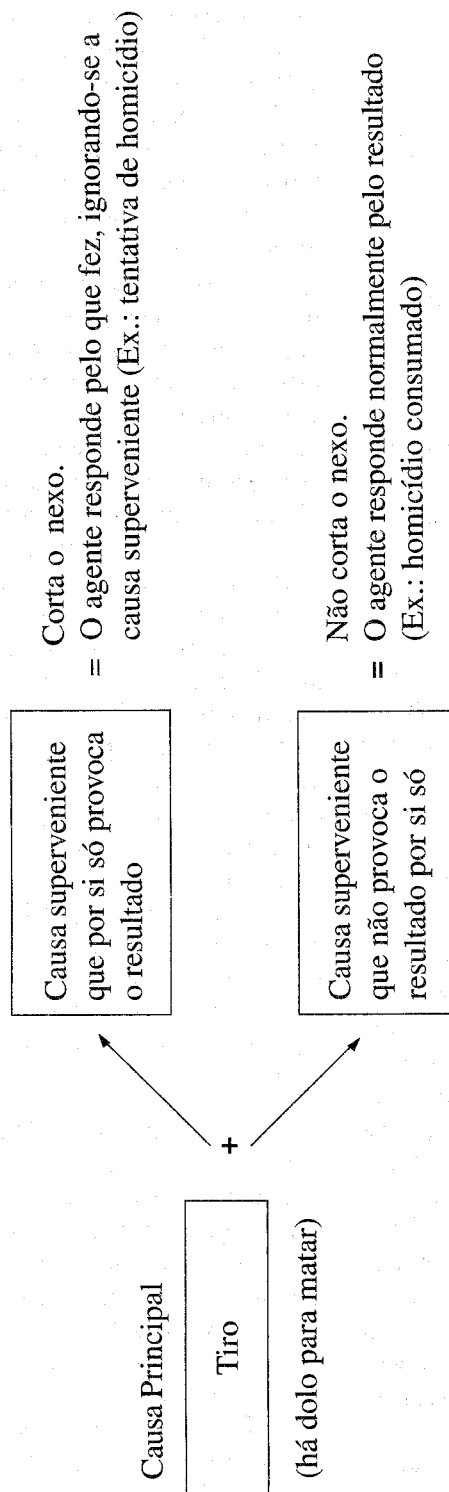 Causa Principal
Tiro
(há dolo para matar)
+
Causa superveniente
que por si só provoca
o resultado
Corta o nexo.
= O agente responde pelo que fez, ignorando-se a
causa superveniente (Ex.: tentativa de homicídio)
Causa superveniente
que não provoca o
resultado por si só
Não corta o nexo.
= O agente responde normalmente pelo resultado
(Ex.: homicídio consumado)